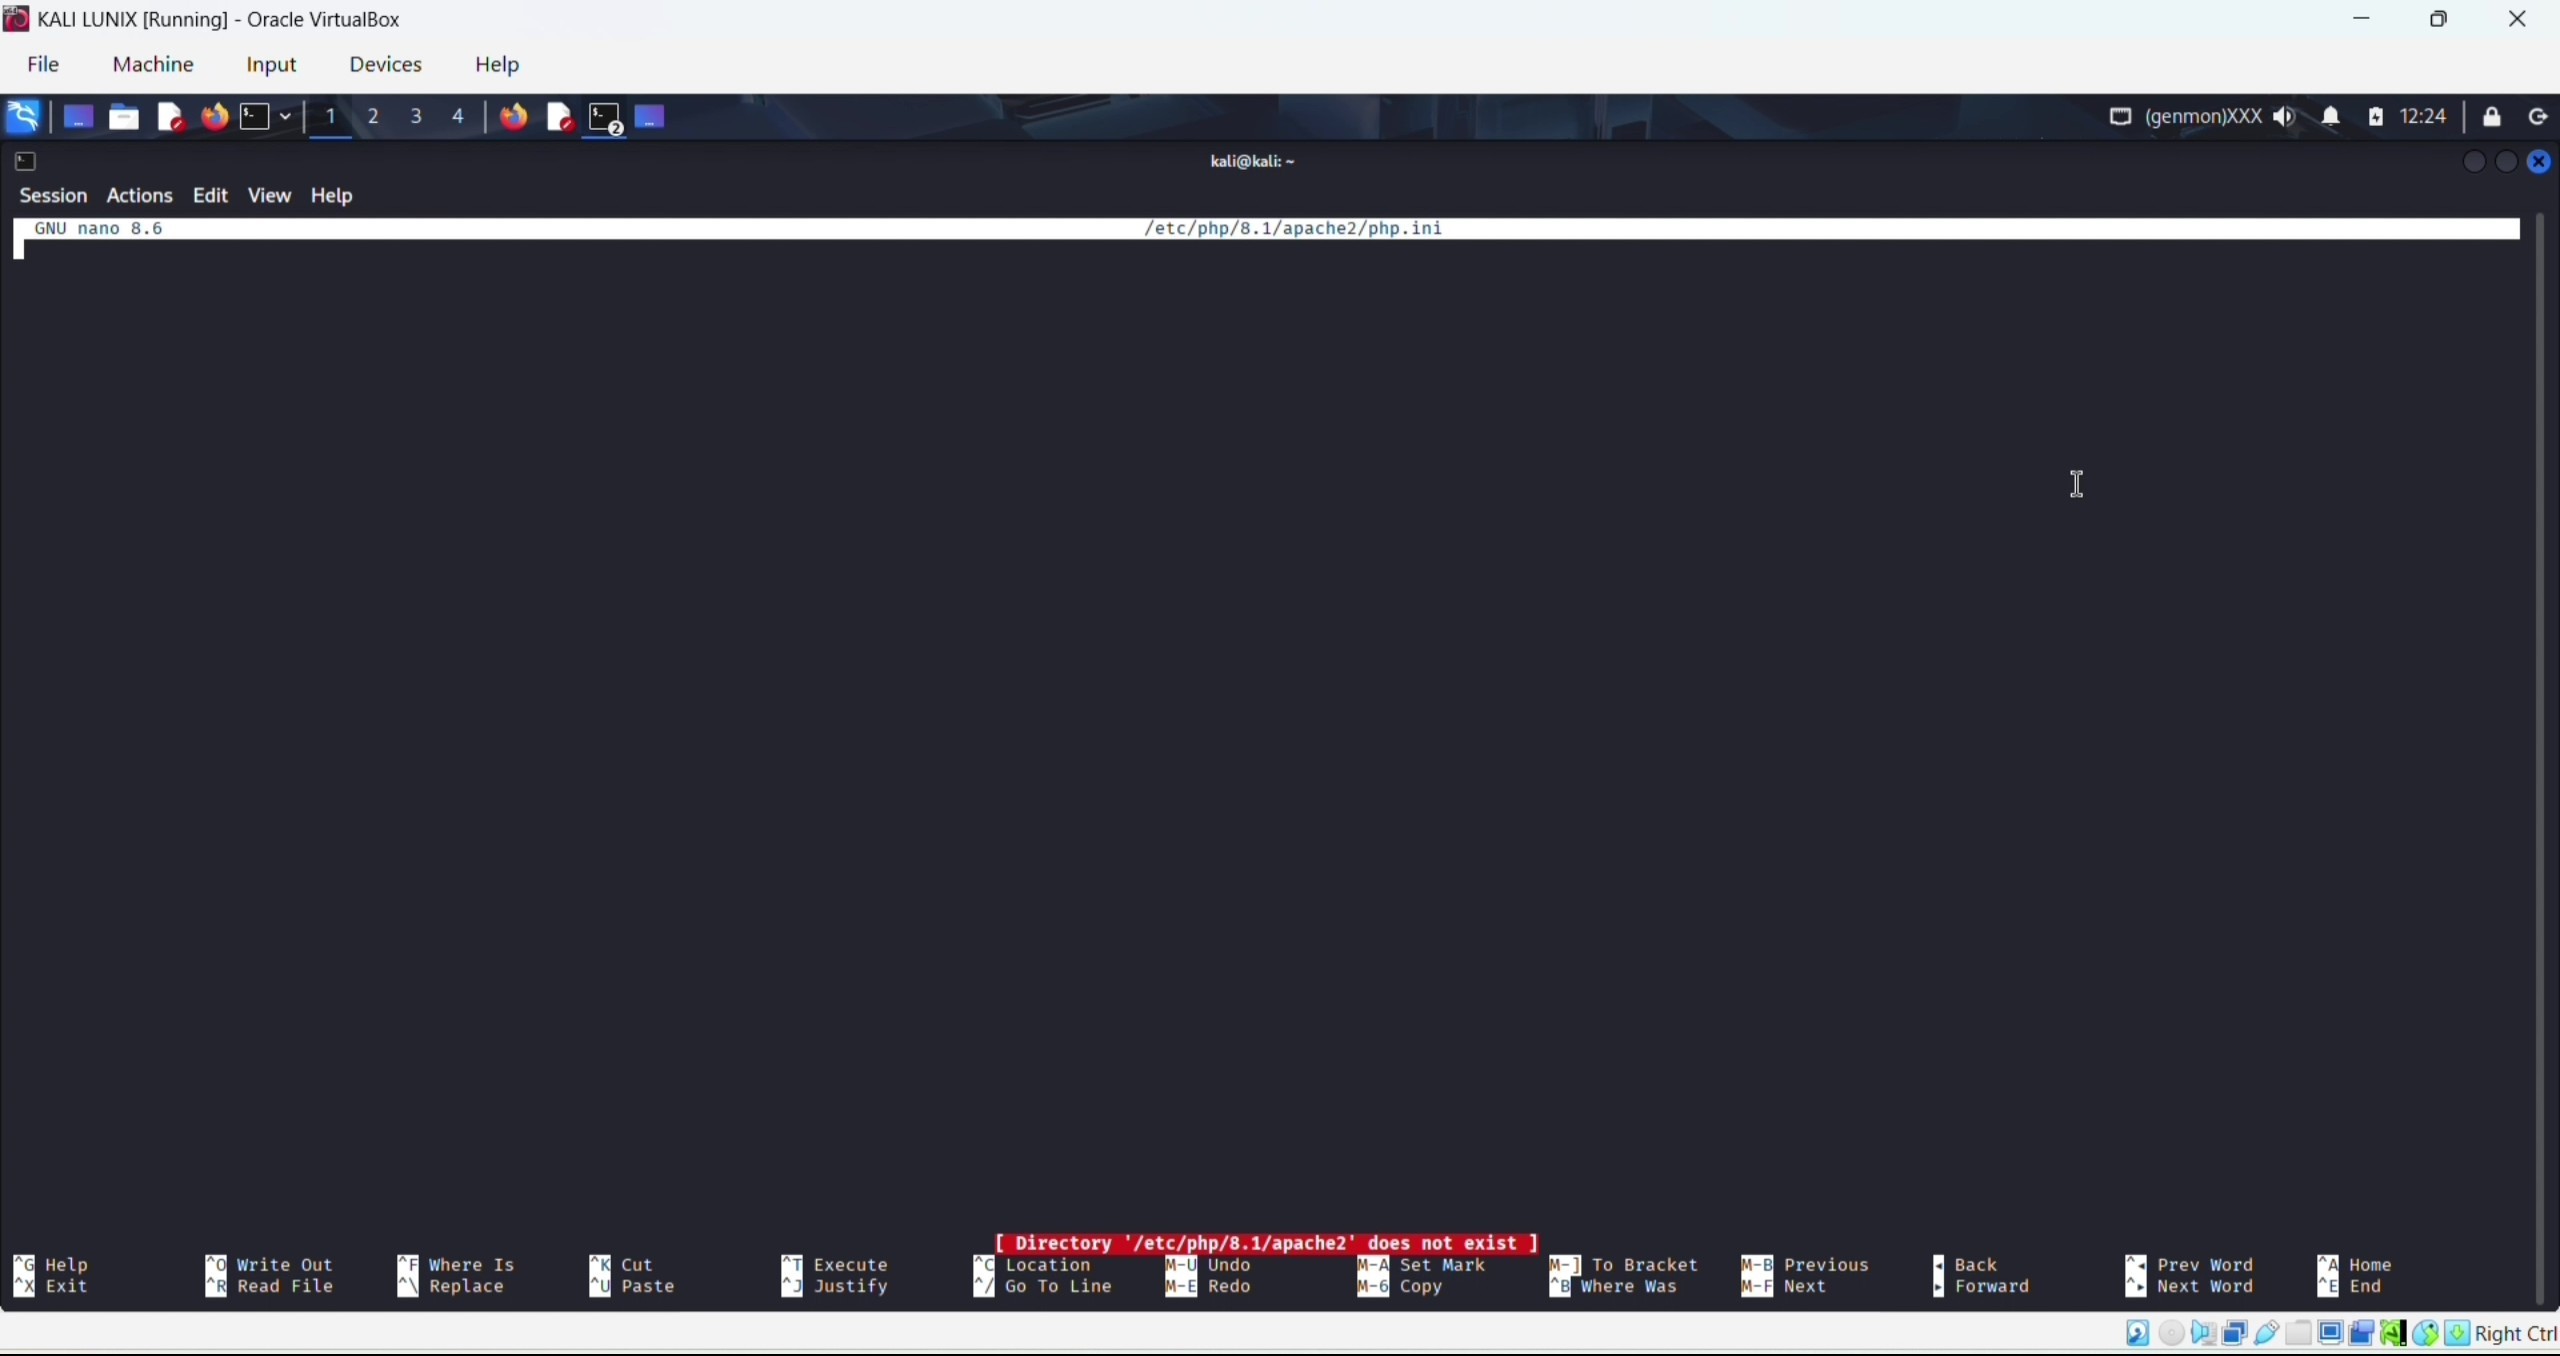 KALI LUNIX [Running] - Oracle VirtualBox
File Machine Input Devices Help
1 2 3 4 2 (genmon)XXX 12:24
kali@kali: ~
Session Actions Edit View Help
GNU nano 8.6 /etc/php/8.1/apache2/php.ini
[ Directory '/etc/php/8.1/apache2' does not exist ]
^G Help ^O Write Out ^F Where Is ^K Cut ^T Execute ^C Location M-U Undo M-A Set Mark M-] To Bracket M-B Previous ◂ Back ^◂ Prev Word ^A Home
^X Exit ^R Read File ^\ Replace ^U Paste ^J Justify ^/ Go To Line M-E Redo M-6 Copy ^B Where Was M-F Next ▸ Forward ^▸ Next Word ^E End
Right Ctrl